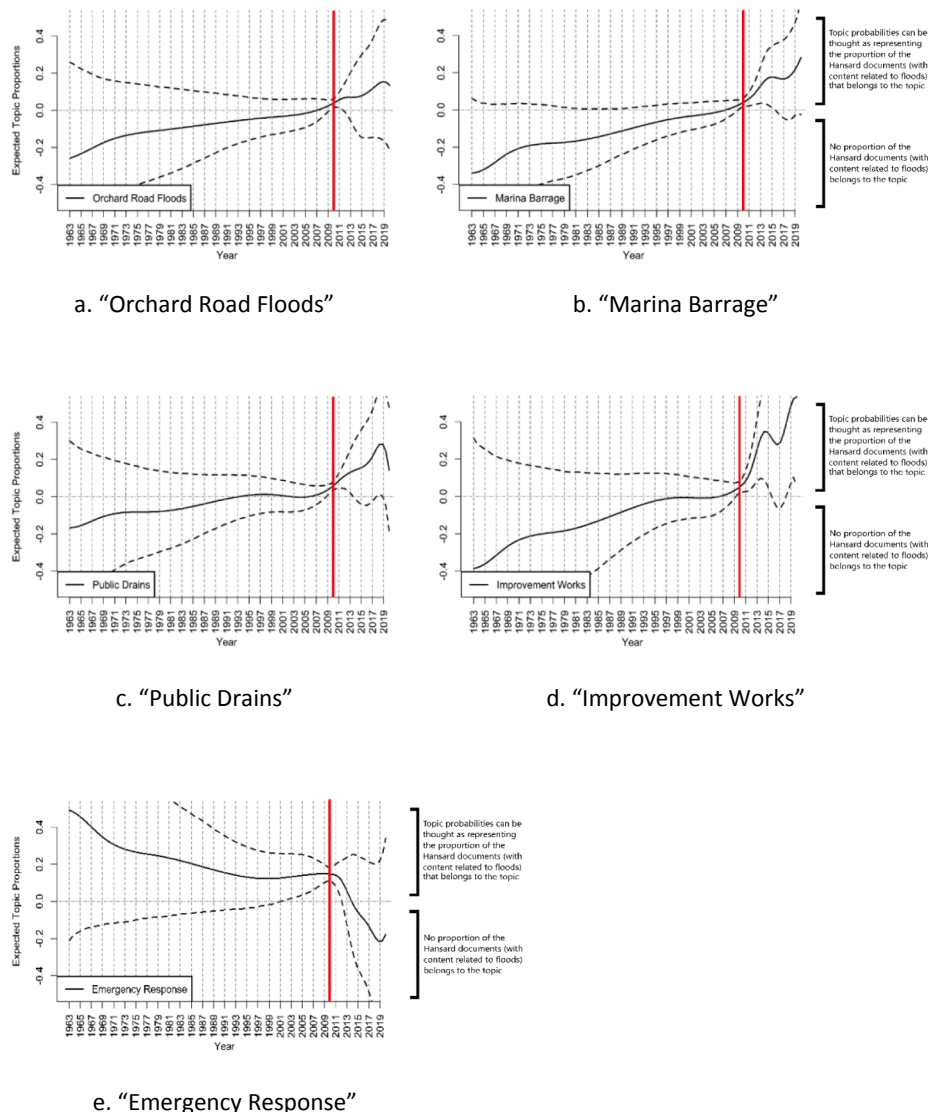 Expected Topic Proportions
0.4
0.2
0.0
-0.2
-0.4
Orchard Road Floods
1963 1965 1967 1969 1971 1973 1975 1977 1979 1981 1983 1985 1987 1989 1991 1993 1995 1997 1999 2001 2003 2005 2007 2009 2011 2013 2015 2017 2019
Year
a. “Orchard Road Floods”
0.4
0.2
0.0
-0.2
-0.4
Marina Barrage
1963 1965 1967 1969 1971 1973 1975 1977 1979 1981 1983 1985 1987 1989 1991 1993 1995 1997 1999 2001 2003 2005 2007 2009 2011 2013 2015 2017 2019
Year
b. “Marina Barrage”
Topic probabilities can be
thought as representing
the proportion of the
Hansard documents (with
content related to floods)
that belongs to the topic
No proportion of the
Hansard documents (with
content related to floods)
belongs to the topic
Expected Topic Proportions
0.4
0.2
0.0
-0.2
-0.4
Public Drains
1963 1965 1967 1969 1971 1973 1975 1977 1979 1981 1983 1985 1987 1989 1991 1993 1995 1997 1999 2001 2003 2005 2007 2009 2011 2013 2015 2017 2019
Year
c. “Public Drains”
0.4
0.2
0.0
-0.2
-0.4
Improvement Works
1963 1965 1967 1969 1971 1973 1975 1977 1979 1981 1983 1985 1987 1989 1991 1993 1995 1997 1999 2001 2003 2005 2007 2009 2011 2013 2015 2017 2019
Year
d. “Improvement Works”
Topic probabilities can be
thought as representing
the proportion of the
Hansard documents (with
content related to floods)
that belongs to the topic
No proportion of the
Hansard documents (with
content related to floods)
belongs to the topic
Expected Topic Proportions
0.4
0.2
0.0
-0.2
-0.4
Emergency Response
1963 1965 1967 1969 1971 1973 1975 1977 1979 1981 1983 1985 1987 1989 1991 1993 1995 1997 1999 2001 2003 2005 2007 2009 2011 2013 2015 2017 2019
Year
e. “Emergency Response”
Topic probabilities can be
thought as representing
the proportion of the
Hansard documents (with
content related to floods)
that belongs to the topic
No proportion of the
Hansard documents (with
content related to floods)
belongs to the topic